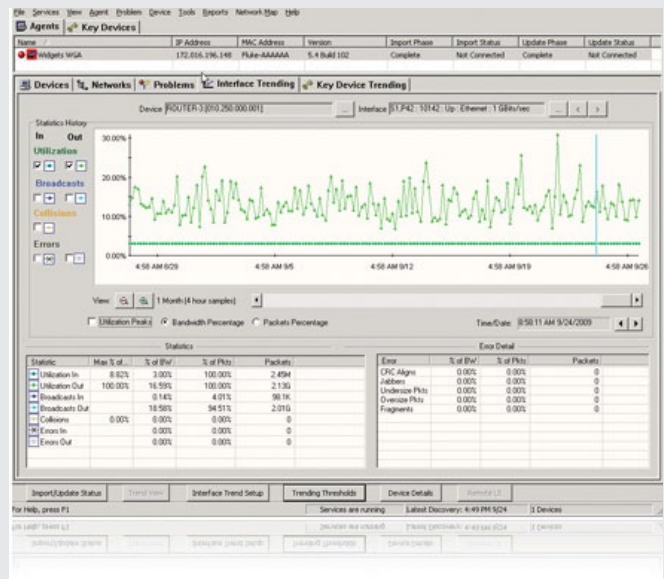 File Services View Agent Problem Device Tools Reports Network Map Help
Agents Key Devices
Name / IP Address MAC Address Version Import Phase Import Status Update Phase Update Status
Widgets WGA 172.016.196.148 Fluke-AAAAAA 5.4 Build 102 Complete Not Connected Complete Not Connected
Devices Networks Problems Interface Trending Key Device Trending
Device ROUTER-3 [010.250.000.001] ... Interface S1,P42 : 10142 : Up : Ethernet : 1 GBits/sec ... < >
Statistics History
In Out
Utilization
Broadcasts
Collisions
Errors
30.00%
20.00%
10.00%
0.00%
4:58 AM 8/29 4:58 AM 9/5 4:58 AM 9/12 4:58 AM 9/19 4:58 AM 9/26
View: 1 Month (4 hour samples)
Utilization Peaks Bandwidth Percentage Packets Percentage Time/Date: 8:58:11 AM 9/24/2009
Statistics Error Detail
Statistic Max % of... % of BW % of Pkts Packets
Utilization In 8.82% 3.00% 100.00% 2.45M
Utilization Out 100.00% 16.59% 100.00% 2.13G
Broadcasts In 0.14% 4.01% 98.1K
Broadcasts Out 18.58% 94.51% 2.01G
Collisions 0.00% 0.00% 0.00% 0
Errors In 0.00% 0.00% 0
Errors Out 0.00% 0.00% 0
Error % of BW % of Pkts Packets
CRC Aligns 0.00% 0.00% 0
Jabbers 0.00% 0.00% 0
Undersize Pkts 0.00% 0.00% 0
Oversize Pkts 0.00% 0.00% 0
Fragments 0.00% 0.00% 0
Import/Update Status Trend View Interface Trend Setup Trending Thresholds Device Details Remote UI
For Help, press F1 Services are running Latest Discovery: 4:49 PM 9/24 1 Devices